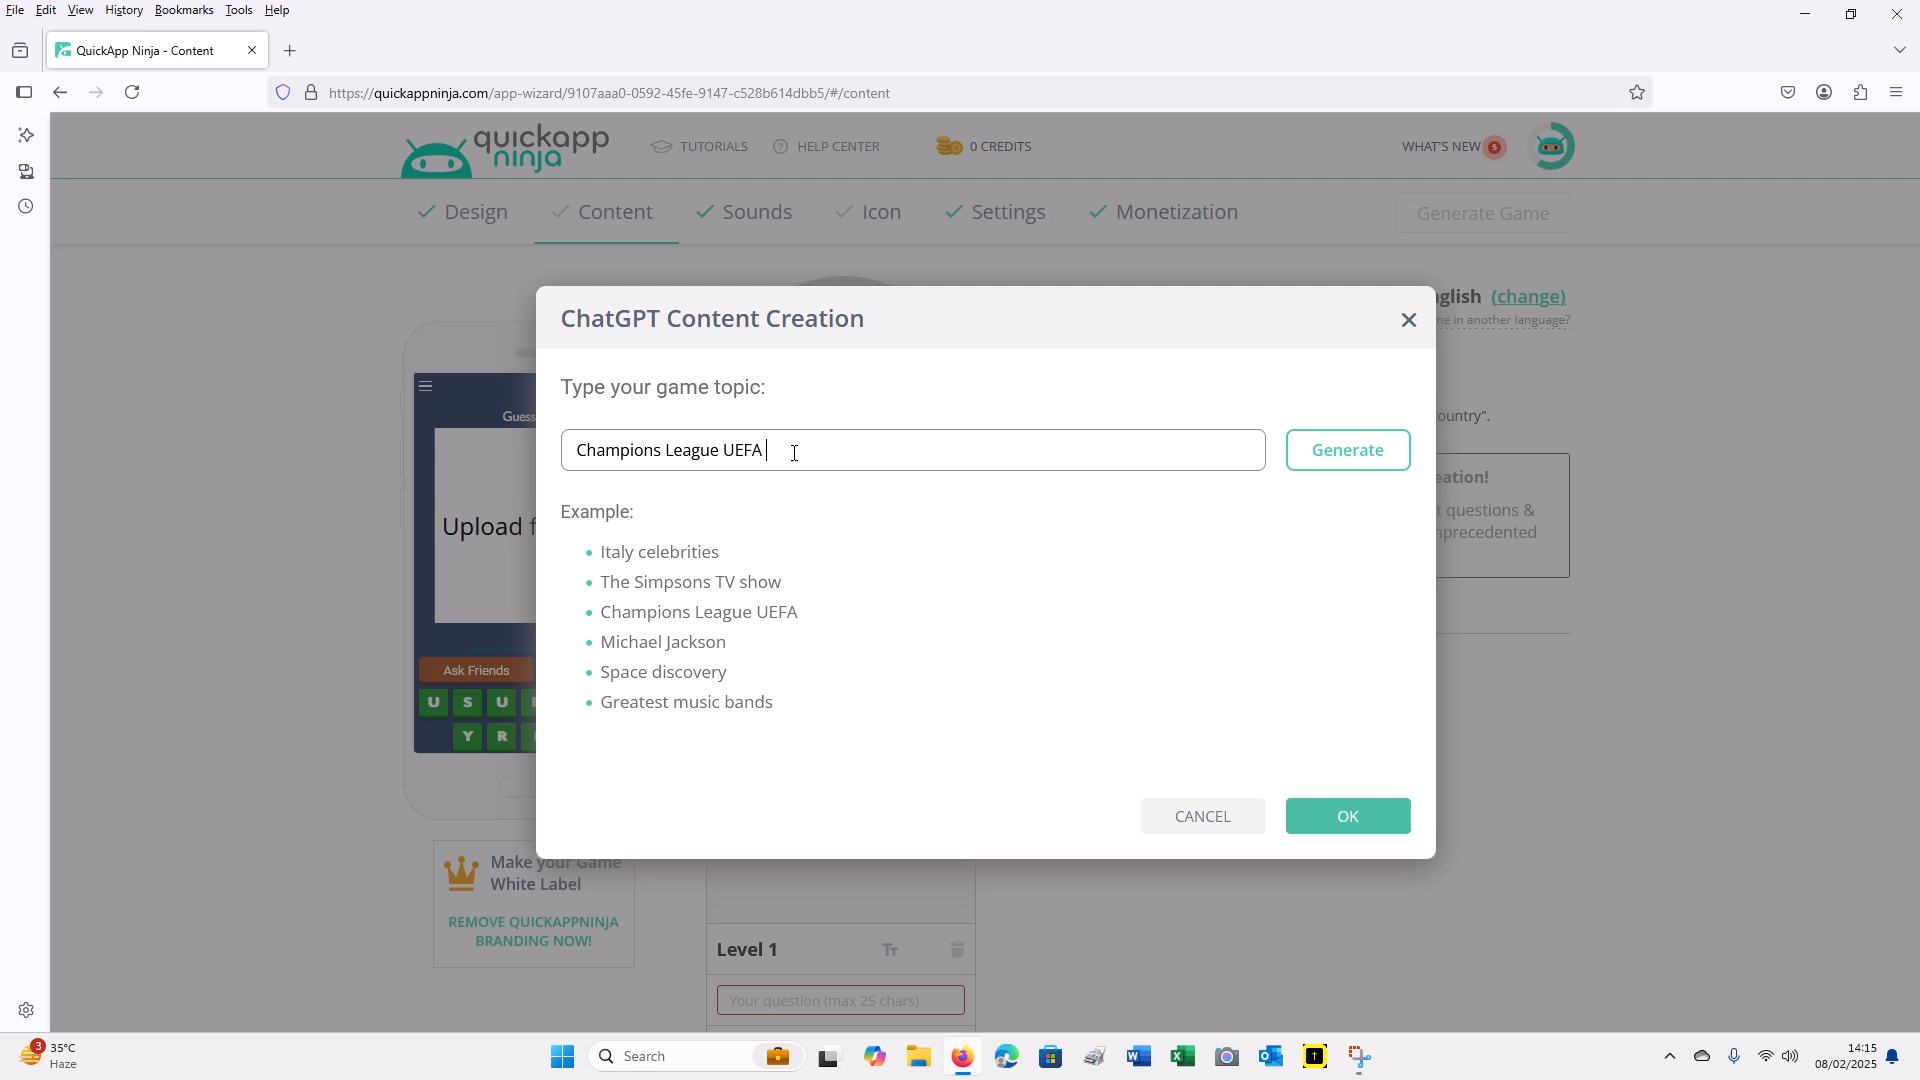 File Edit View History Bookmarks Tools Help
QuickApp Ninja - Content
https://quickappninja.com/app-wizard/9107aaa0-0592-45fe-9147-c528b614dbb5/#/content
quickapp
ninja
TUTORIALS
HELP CENTER
0 CREDITS
WHAT'S NEW 5
Design
Content
Sounds
Icon
Settings
Monetization
Generate Game
ChatGPT Content Creation
Type your game topic:
Champions League UEFA
Generate
Example:
Italy celebrities
The Simpsons TV show
Champions League UEFA
Michael Jackson
Space discovery
Greatest music bands
CANCEL
OK
(change)
me in another language?
Guess
Upload
Ask Friends
U S U
Y R
Make your Game
White Label
REMOVE QUICKAPPNINJA
BRANDING NOW!
Level 1
Your question (max 25 chars)
questions &
3
35°C
Haze
Search
14:15
08/02/2025